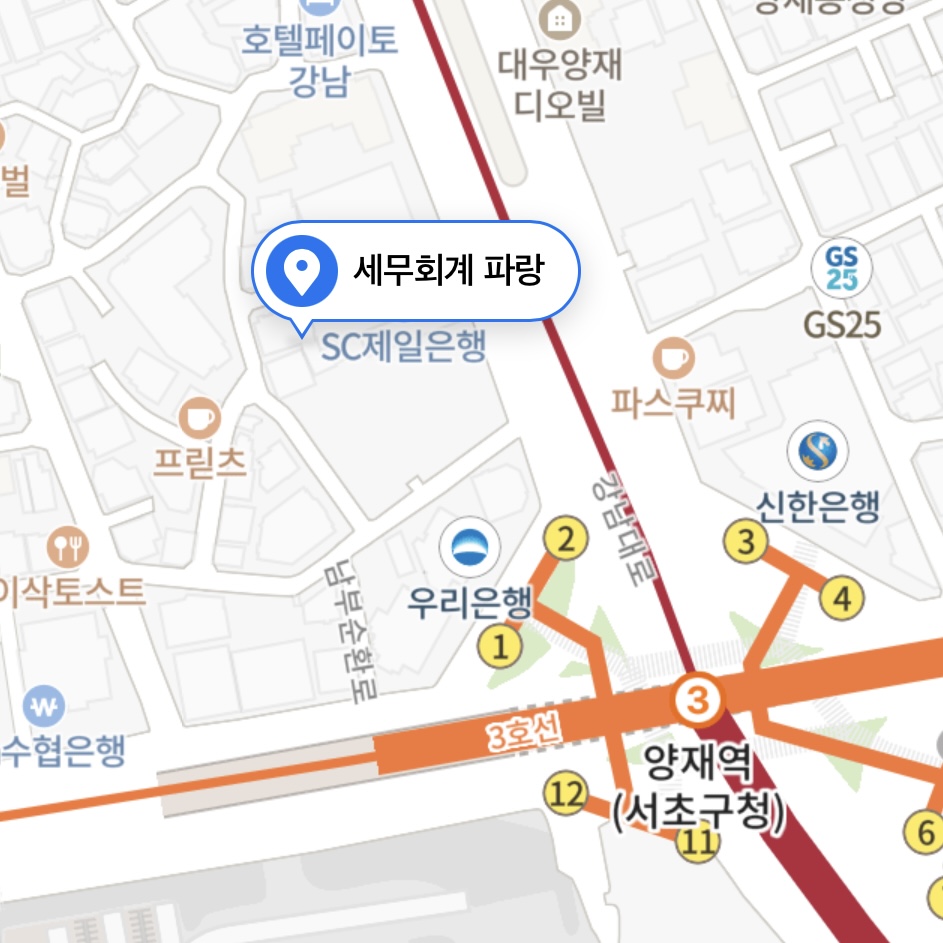 호텔페이토
강남
대우양재
디오빌
벌
세무회계 파랑
SC제일은행
GS
25
GS25
파스쿠찌
프릳츠
신한은행
강남대로
2
3
이삭토스트
우리은행
4
남부순환로
1
3
3호선
수협은행
양재역
(서초구청)
12
11
6